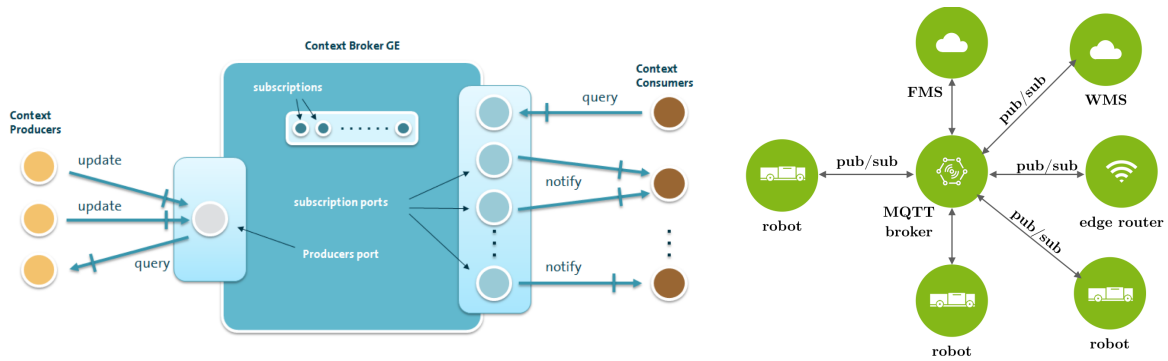 Context Broker GE
subscriptions
Context
Producers
update
update
query
subscription ports
Producers port
Context
Consumers
query
notify
notify
FMS
WMS
pub/sub
pub/sub
pub/sub
pub/sub
robot
MQTT
broker
edge router
robot
robot